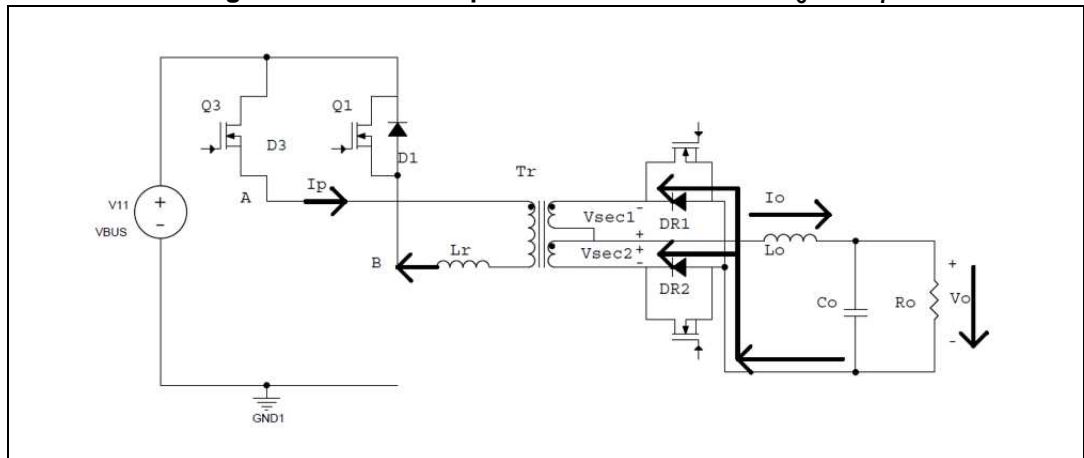 Q3
Q1
D3
D1
A
Ip
Tr
V11
+
-
VBUS
B
Lr
Vsec1
-
+
Vsec2
+
-
DR1
DR2
Io
Lo
Co
Ro
+
Vo
-
GND1